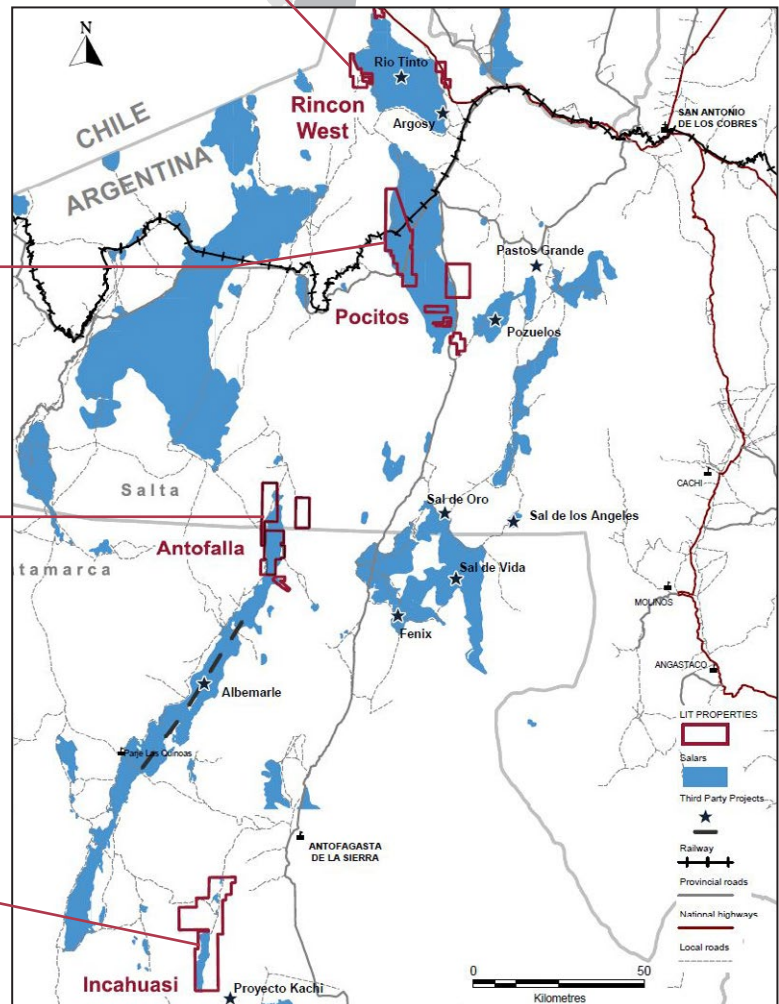 N
Rio Tinto
CHILE
Rincon
West
Argosy
SAN ANTONIO
DE LOS COBRES
ARGENTINA
Pastos Grande
Pocitos
Pozuelos
CACHI
Salta
Sal de Oro
Sal de los Angeles
Antofalla
tamarca
Sal de Vida
MOLINOS
Fenix
ANGASTACO
Albemarle
LIT PROPERTIES
Salars
Parje Las Quinoas
Third Party Projects
ANTOFAGASTA
DE LA SIERRA
Railway
Provincial roads
National highways
Local roads
Incahuasi
Proyecto Kachi
0 50
Kilometres